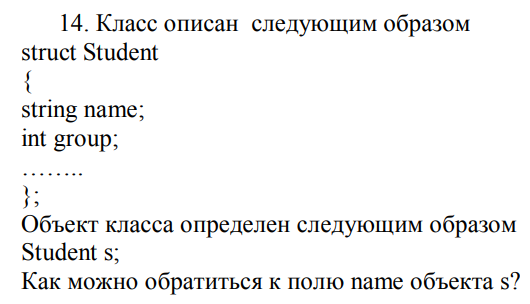 14. Класс описан следующим образом
struct Student
{
string name;
int group;
……..
};
Объект класса определен следующим образом
Student s;
Как можно обратиться к полю name объекта s?